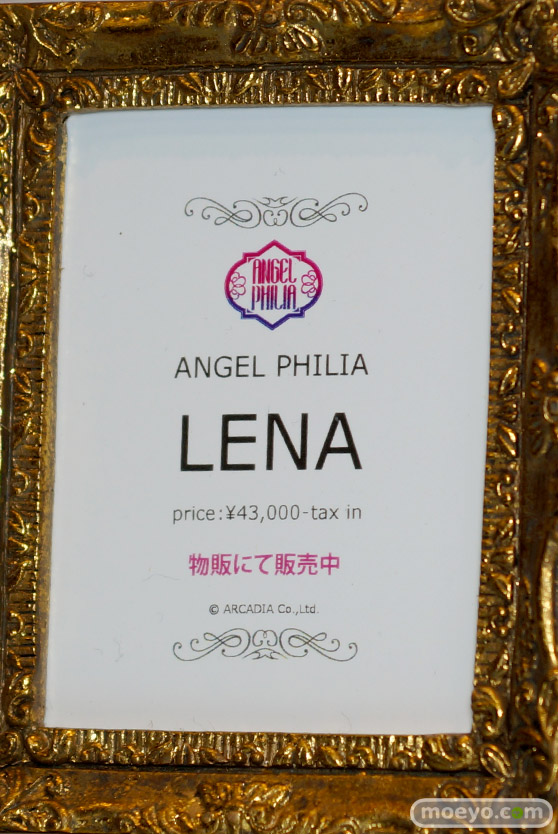 ANGEL
PHILIA
ANGEL PHILIA
LENA
price:¥43,000-tax in
物販にて販売中
© ARCADIA Co.,Ltd.
moeyo.com